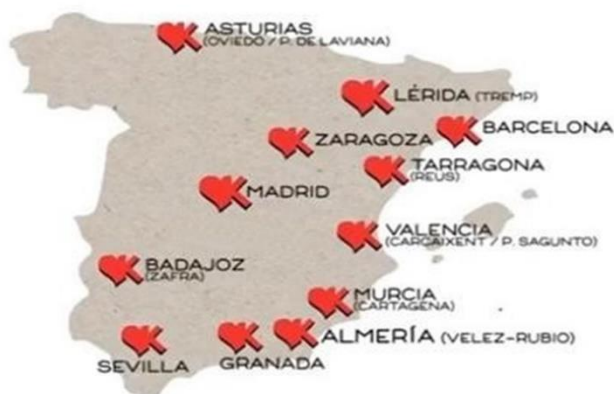 ASTURIAS
(OVIEDO / P. DE LAVIANA)
LÉRIDA (TREMP)
BARCELONA
ZARAGOZA
TARRAGONA
(REUS)
MADRID
VALENCIA
(CARCAIXENT / P. SAGUNTO)
BADAJOZ
(ZAFRA)
MURCIA
(CARTAGENA)
ALMERÍA (VELEZ-RUBIO)
SEVILLA
GRANADA